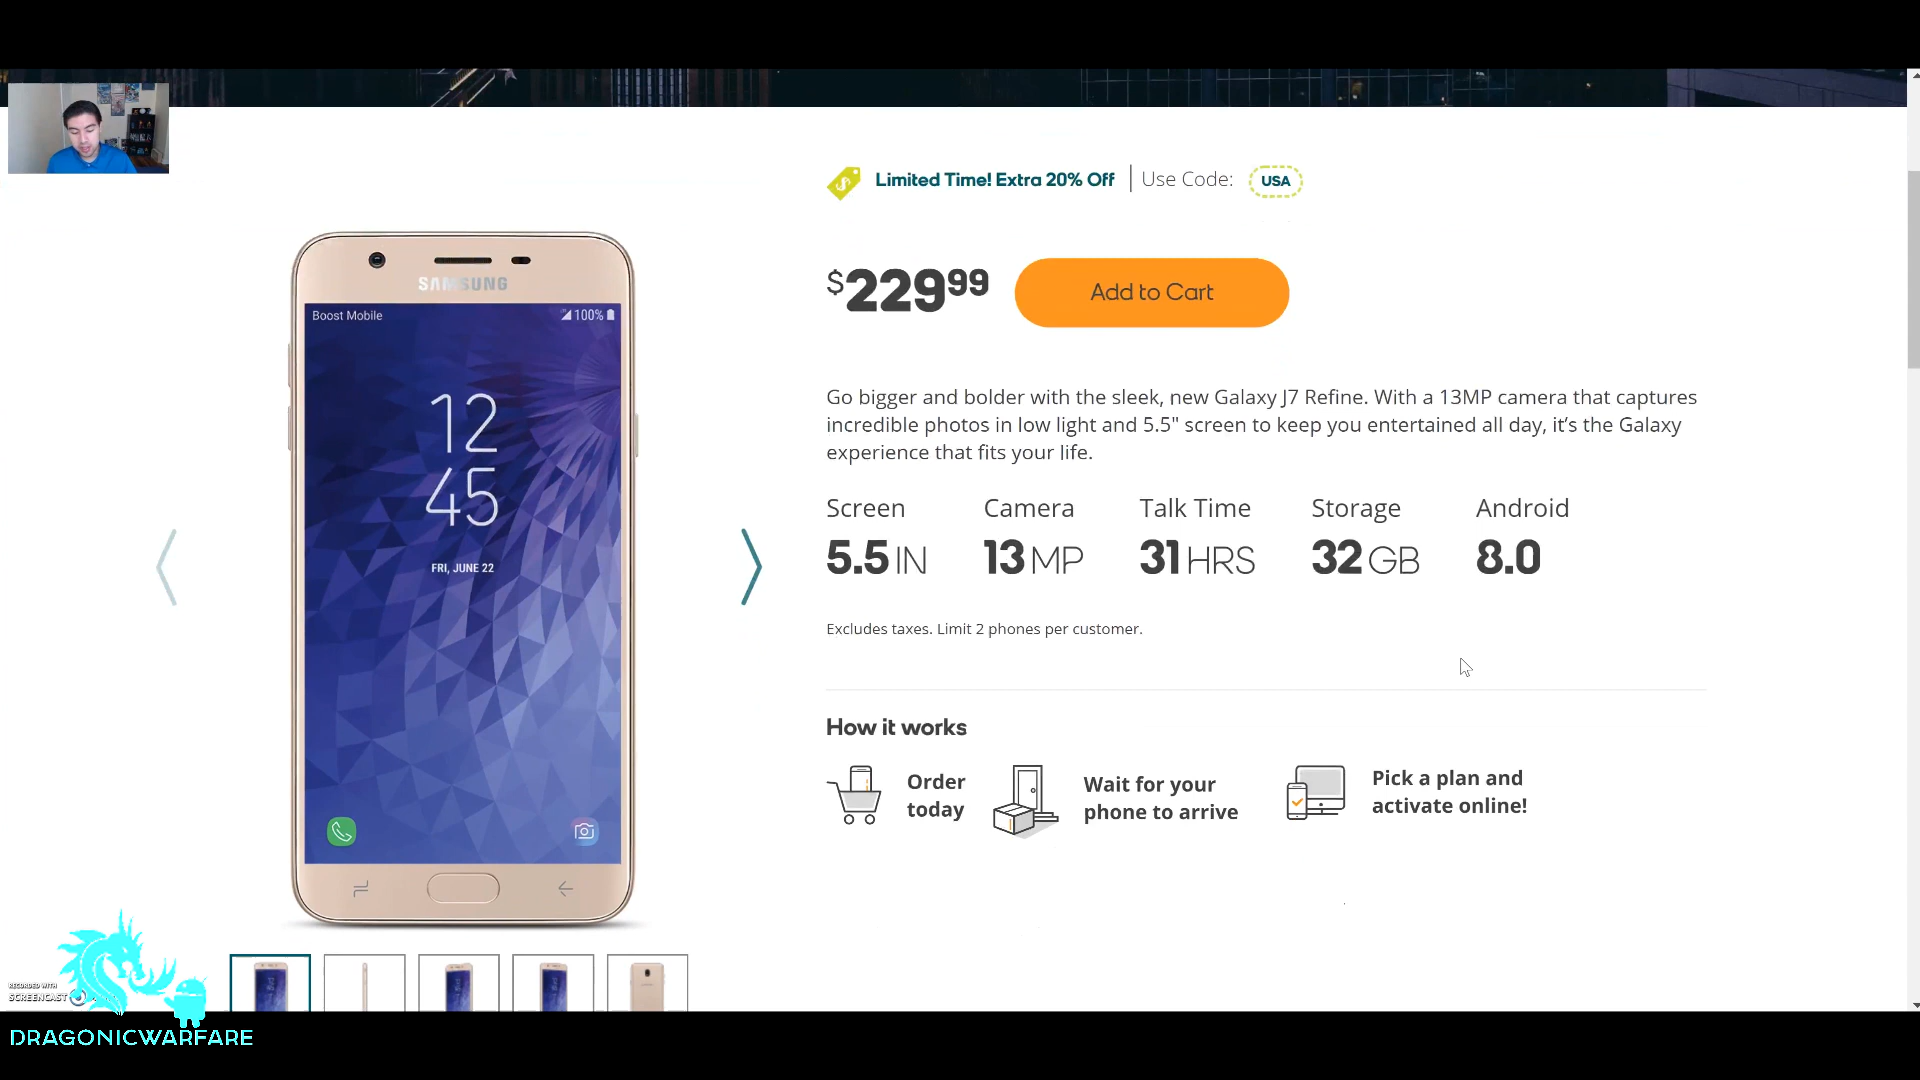 Limited Time! Extra 20% Off | Use Code: USA
$229 99 Add to Cart
SAMSUNG
Boost Mobile 100%
12
45
FRI, JUNE 22
Go bigger and bolder with the sleek, new Galaxy J7 Refine. With a 13MP camera that captures
incredible photos in low light and 5.5" screen to keep you entertained all day, it’s the Galaxy
experience that fits your life.
Screen Camera Talk Time Storage Android
5.5 IN 13 MP 31 HRS 32 GB 8.0
Excludes taxes. Limit 2 phones per customer.
How it works
Order
today
Wait for your
phone to arrive
Pick a plan and
activate online!
RECORDED WITH
SCREENCAST
DRAGONICWARFARE